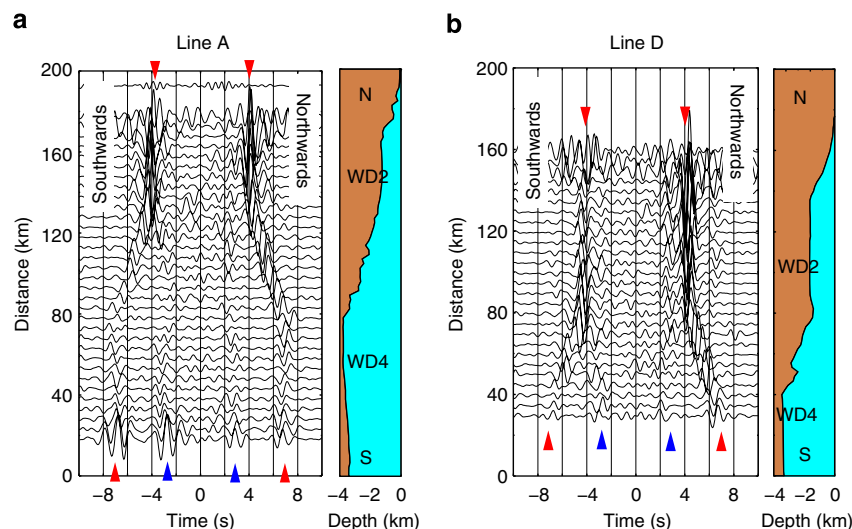 a
Line A
Distance (km)
200
160
120
80
40
0
Southwards
Northwards
−8 −4 0 4 8
Time (s)
N
WD2
WD4
S
−4 0
Depth (km)
b
Line D
Distance (km)
200
160
120
80
40
0
Southwards
Northwards
−8 −4 0 4 8
Time (s)
N
WD2
WD4
S
−4 0
Depth (km)